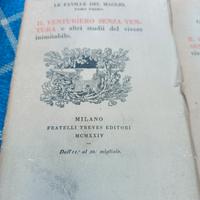 LE FAVILLE DEL MAGLIO.
TOMO PRIMO.
IL VENTURIERO SENZA VEN-
TURA e altri studii del vivere
inimitabile.
MILANO
FRATELLI TREVES EDITORI
MCMXXIV
Dall'11.° al 20.° migliaio.